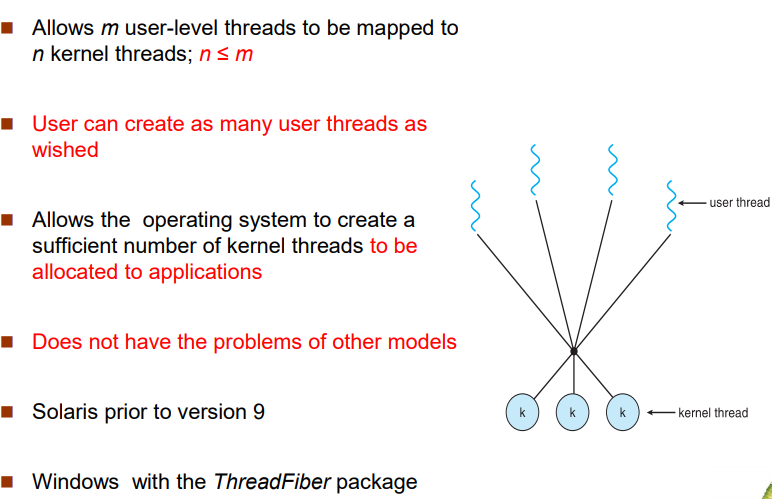 Allows m user-level threads to be mapped to
n kernel threads; n ≤ m
User can create as many user threads as
wished
Allows the operating system to create a
sufficient number of kernel threads to be
allocated to applications
Does not have the problems of other models
Solaris prior to version 9
Windows with the ThreadFiber package
user thread
k k k
kernel thread